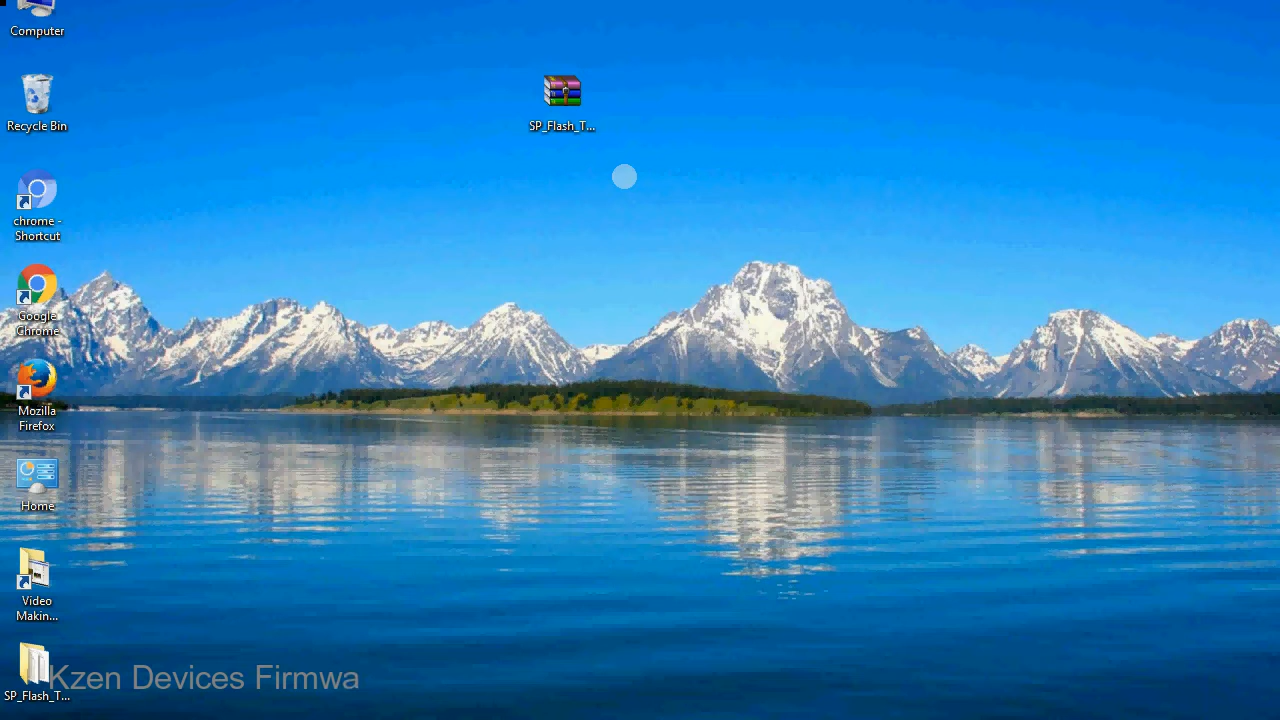 Computer
Recycle Bin
chrome -
Shortcut
Google
Chrome
Mozilla
Firefox
Home
Video
Makin...
SP_Flash_T...
SP_Flash_T...
Kzen Devices Firmwa